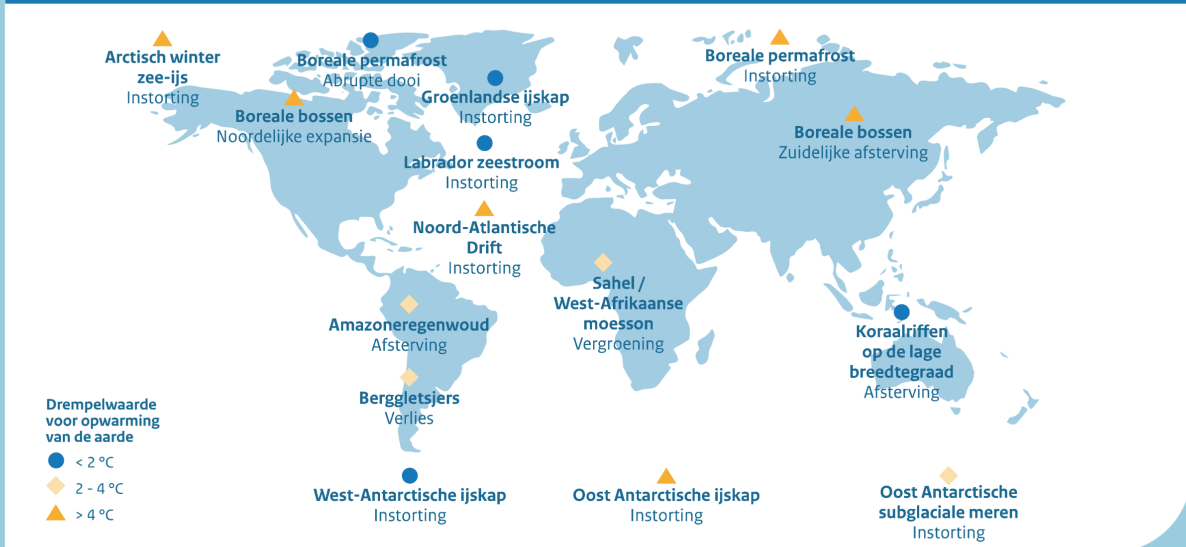 Arctisch winter
zee-ijs
Instorting
Boreale permafrost
Abrupte dooi
Groenlandse ijskap
Instorting
Boreale permafrost
Instorting
Boreale bossen
Noordelijke expansie
Boreale bossen
Zuidelijke afsterving
Labrador zeestroom
Instorting
Noord-Atlantische
Drift
Instorting
Sahel /
West-Afrikaanse
moesson
Vergroening
Amazoneregenwoud
Afsterving
Koraalriffen
op de lage
breedtegraad
Afsterving
Berggletsjers
Verlies
Drempelwaarde
voor opwarming
van de aarde
< 2 °C
2 - 4 °C
> 4 °C
West-Antarctische ijskap
Instorting
Oost Antarctische ijskap
Instorting
Oost Antarctische
subglaciale meren
Instorting